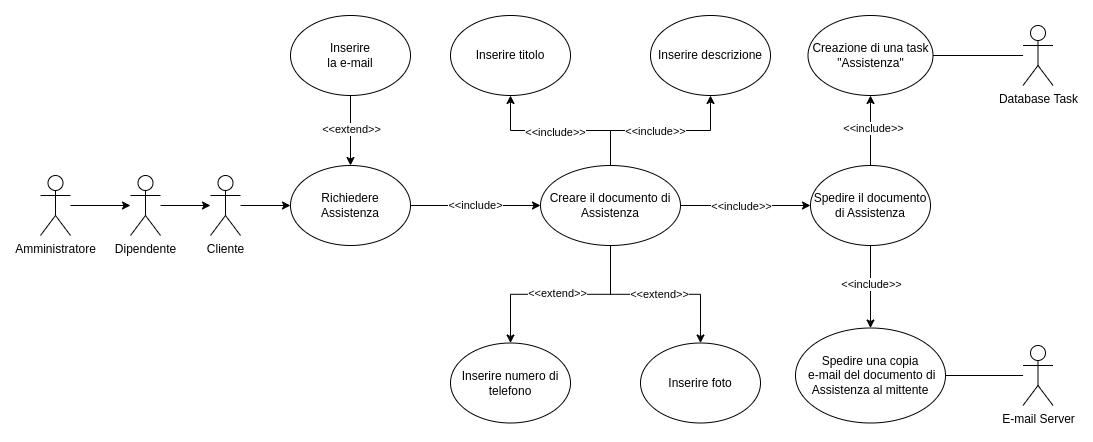 Inserire
la e-mail
Inserire titolo
Inserire descrizione
Creazione di una task
"Assistenza"
Database Task
<<extend>>
<<include>>
<<include>>
<<include>>
Amministratore
Dipendente
Cliente
Richiedere
Assistenza
<<include>
Creare il documento di
Assistenza
<<include>>
Spedire il documento
di Assistenza
<<extend>>
<<extend>>
<<include>>
Inserire numero di
telefono
Inserire foto
Spedire una copia
e-mail del documento di
Assistenza al mittente
E-mail Server